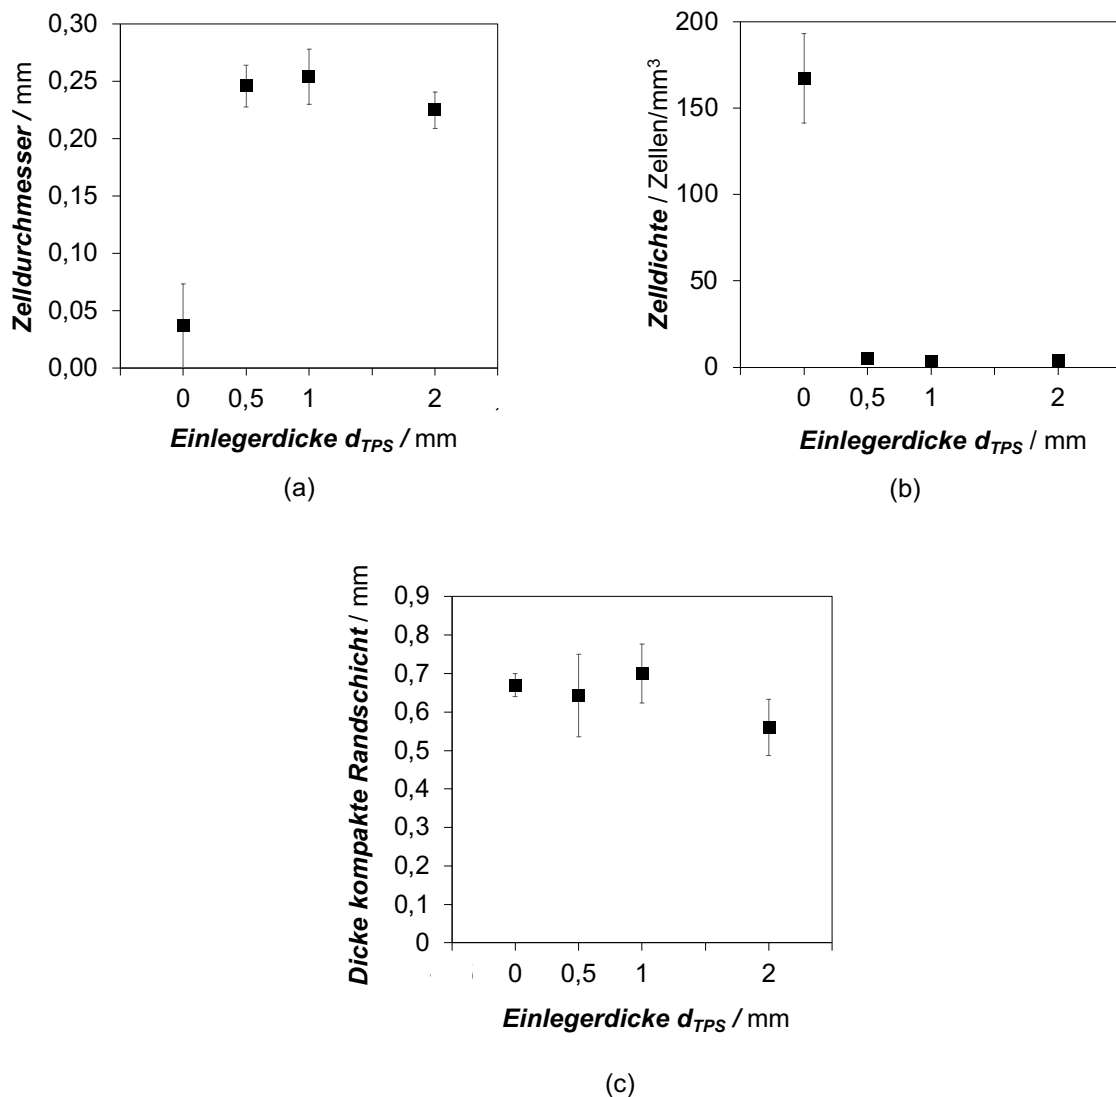 0,30
0,25
0,20
0,15
0,10
0,05
0,00
Zelldurchmesser / mm
0 0,5 1 2
Einlegerdicke dTPS / mm
(a)
200
150
100
50
0
Zelldichte / Zellen/mm³
0 0,5 1 2
Einlegerdicke dTPS / mm
(b)
0,9
0,8
0,7
0,6
0,5
0,4
0,3
0,2
0,1
0
Dicke kompakte Randschicht / mm
0 0,5 1 2
Einlegerdicke dTPS / mm
(c)